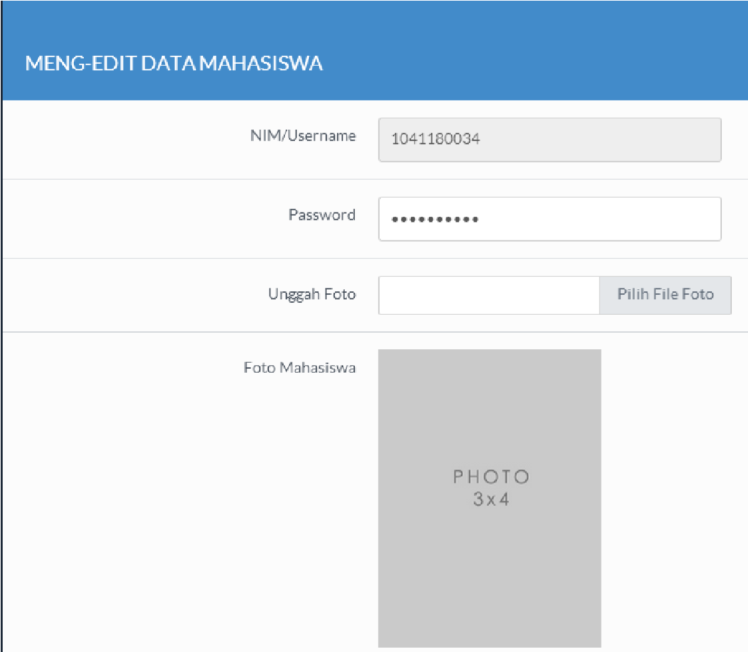 MENG-EDIT DATA MAHASISWA
NIM/Username 1041180034
Password ••••••••••
Unggah Foto Pilih File Foto
Foto Mahasiswa
PHOTO
3x4